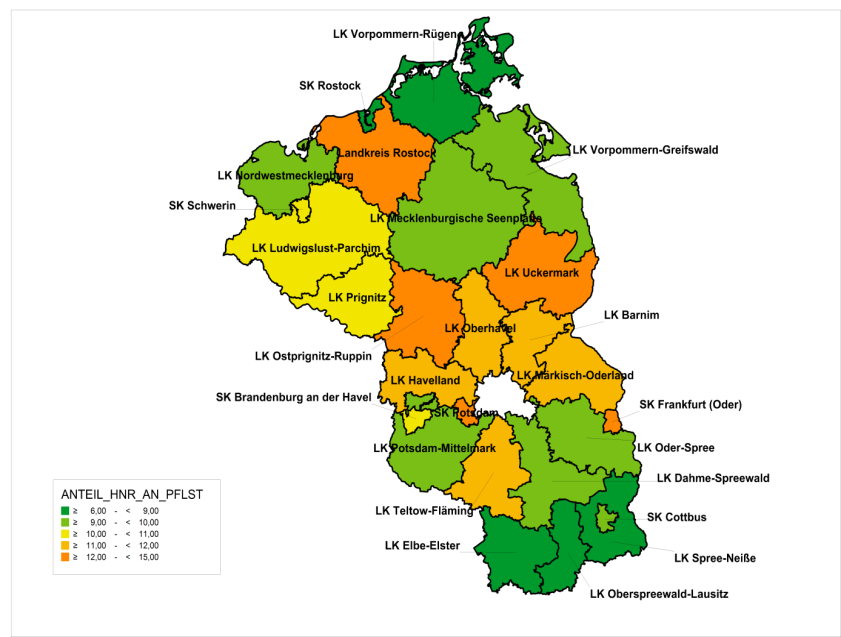 LK Vorpommern-Rügen
SK Rostock
Landkreis Rostock
LK Vorpommern-Greifswald
LK Nordwestmecklenburg
SK Schwerin
LK Mecklenburgische Seenplatte
LK Ludwigslust-Parchim
LK Uckermark
LK Prignitz
LK Barnim
LK Oberhavel
LK Ostprignitz-Ruppin
LK Havelland
LK Märkisch-Oderland
SK Brandenburg an der Havel
SK Frankfurt (Oder)
SK Potsdam
LK Potsdam-Mittelmark
LK Oder-Spree
LK Dahme-Spreewald
LK Teltow-Fläming
SK Cottbus
LK Elbe-Elster
LK Spree-Neiße
LK Oberspreewald-Lausitz
ANTEIL_HNR_AN_PFLST
≥ 6,00 - < 9,00
≥ 9,00 - < 10,00
≥ 10,00 - < 11,00
≥ 11,00 - < 12,00
≥ 12,00 - < 15,00